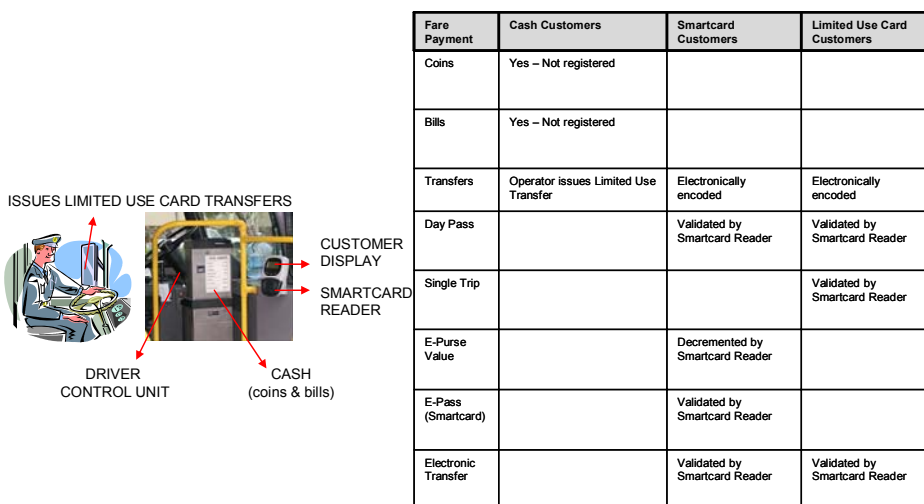 ISSUES LIMITED USE CARD TRANSFERS
CUSTOMER
DISPLAY
SMARTCARD
READER
DRIVER
CONTROL UNIT
CASH
(coins & bills)
Fare
Payment
Cash Customers
Smartcard
Customers
Limited Use Card
Customers
Coins
Yes – Not registered
Bills
Yes – Not registered
Transfers
Operator issues Limited Use
Transfer
Electronically
encoded
Electronically
encoded
Day Pass
Validated by
Smartcard Reader
Validated by
Smartcard Reader
Single Trip
Validated by
Smartcard Reader
E-Purse
Value
Decremented by
Smartcard Reader
E-Pass
(Smartcard)
Validated by
Smartcard Reader
Electronic
Transfer
Validated by
Smartcard Reader
Validated by
Smartcard Reader